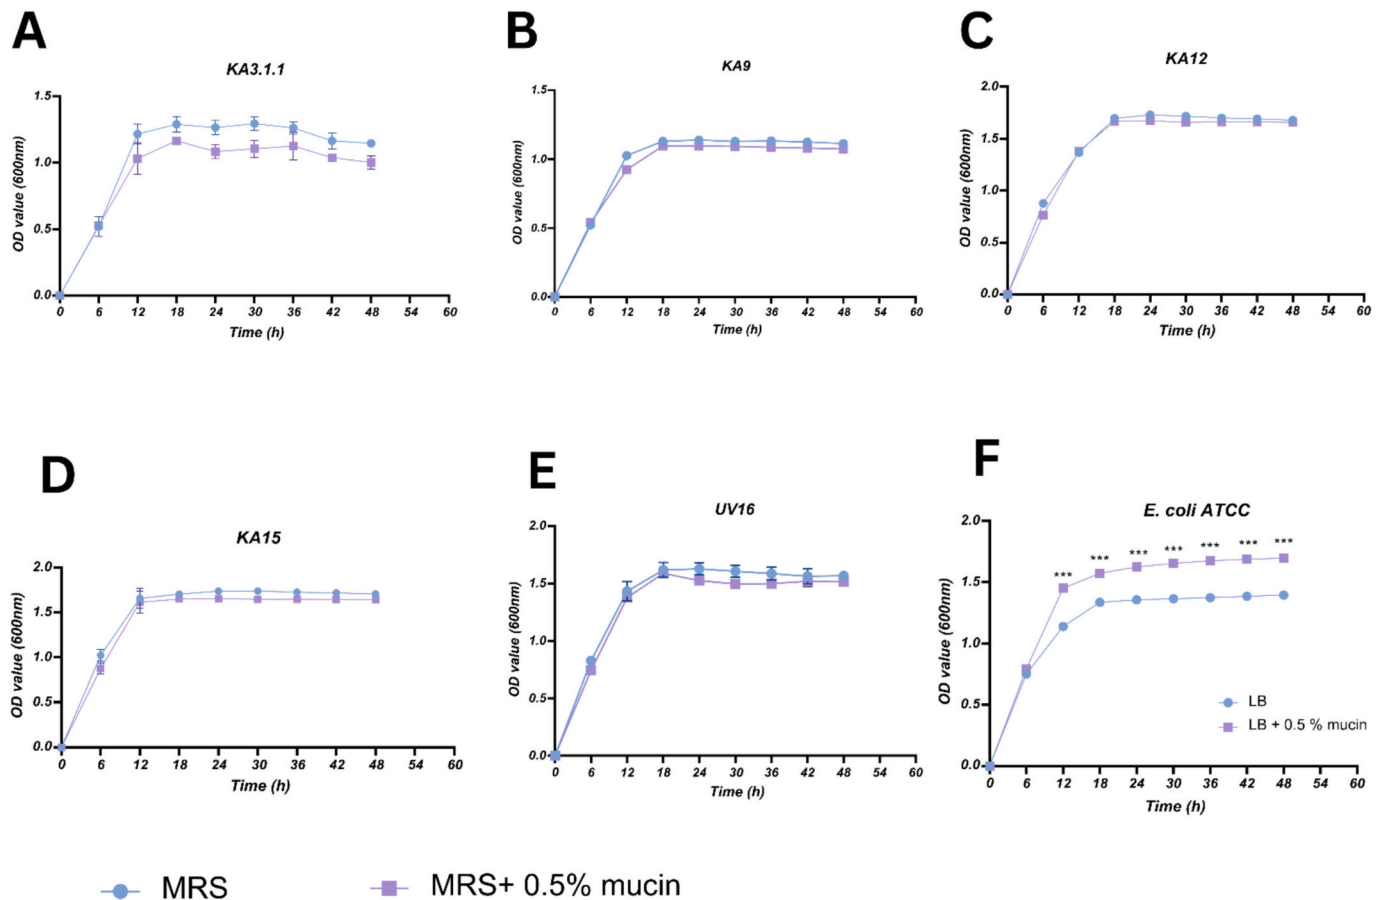 A
KA3.1.1
OD value (600nm)
1.5
1.0
0.5
0.0
0 6 12 18 24 30 36 42 48 54 60
Time (h)
B
KA9
OD value (600nm)
1.5
1.0
0.5
0.0
0 6 12 18 24 30 36 42 48 54 60
Time (h)
C
KA12
OD value (600nm)
2.0
1.5
1.0
0.5
0.0
0 6 12 18 24 30 36 42 48 54 60
Time (h)
D
KA15
OD value (600nm)
2.0
1.5
1.0
0.5
0.0
0 6 12 18 24 30 36 42 48 54 60
Time (h)
E
UV16
OD value (600nm)
2.0
1.5
1.0
0.5
0.0
0 6 12 18 24 30 36 42 48 54 60
Time (h)
F
E. coli ATCC
OD value (600nm)
2.0
1.5
1.0
0.5
0.0
*** *** *** *** *** *** ***
LB
LB + 0.5 % mucin
0 6 12 18 24 30 36 42 48 54 60
Time (h)
MRS
MRS+ 0.5% mucin